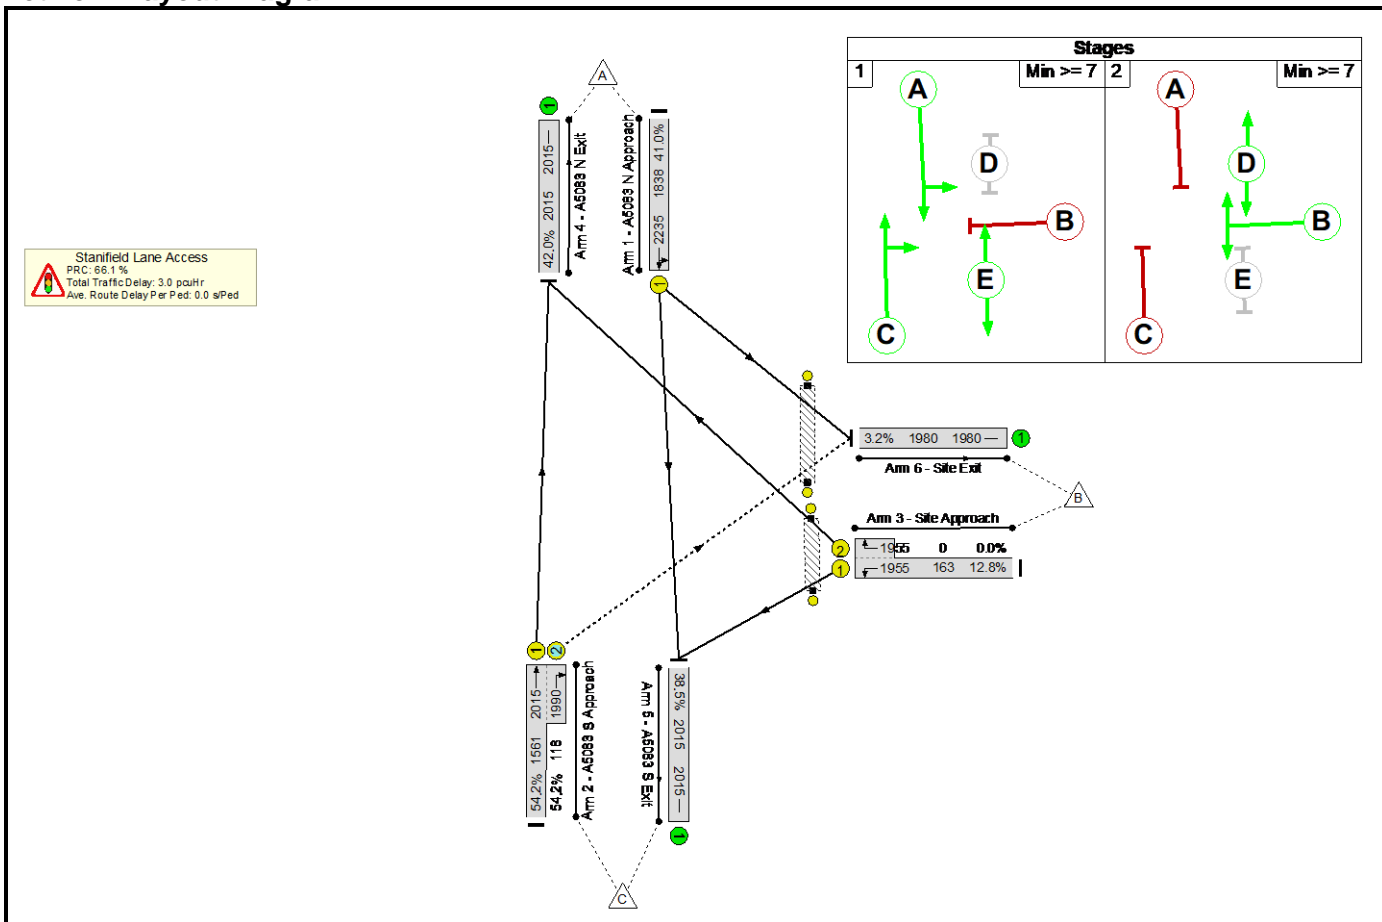 Stages
1
Min >= 7
2
Min >= 7
A
D
B
E
C
A
D
B
E
C
A
1
42.0% 2015 2015
Arm 4 - A5083 N Exit
Arm 1 - A5083 N Approach
2235 1838 41.0%
1
Stanifield Lane Access
PRC: 66.1 %
Total Traffic Delay: 3.0 pcuHr
Ave. Route Delay Per Ped: 0.0 s/Ped
3.2% 1980 1980
1
Arm 6 - Site Exit
B
Arm 3 - Site Approach
2
1955 0 0.0%
1
1955 163 12.8%
1
2
54.2% 1561 2015
54.2% 118 1990
Arm 2 - A5083 S Approach
Arm 5 - A5083 S Exit
38.5% 2015 2015
1
C